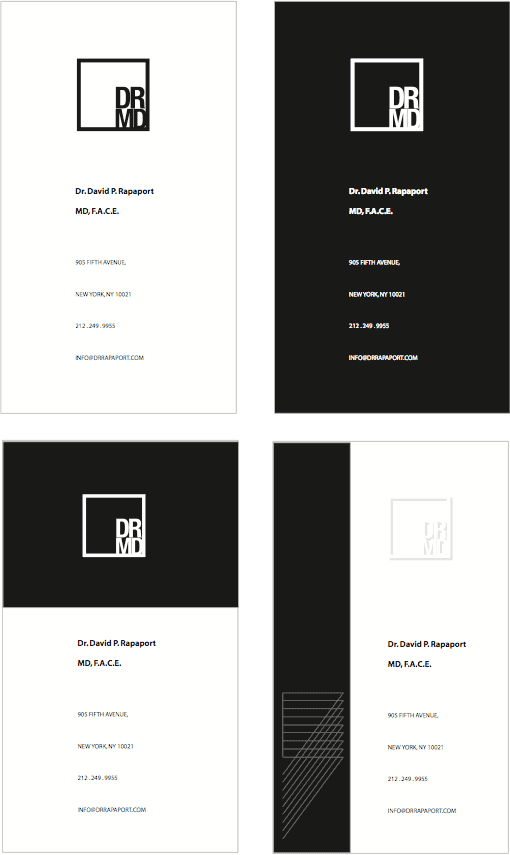 DR
MD
Dr. David P. Rapaport
MD, F.A.C.E.
905 FIFTH AVENUE,
NEW YORK, NY 10021
212 . 249 . 9955
INFO@DRRAPAPORT.COM
DR
MD
Dr. David P. Rapaport
MD, F.A.C.E.
905 FIFTH AVENUE,
NEW YORK, NY 10021
212 . 249 . 9955
INFO@DRRAPAPORT.COM
DR
MD
Dr. David P. Rapaport
MD, F.A.C.E.
905 FIFTH AVENUE,
NEW YORK, NY 10021
212 . 249 . 9955
INFO@DRRAPAPORT.COM
DR
MD
Dr. David P. Rapaport
MD, F.A.C.E.
905 FIFTH AVENUE,
NEW YORK, NY 10021
212 . 249 . 9955
INFO@DRRAPAPORT.COM